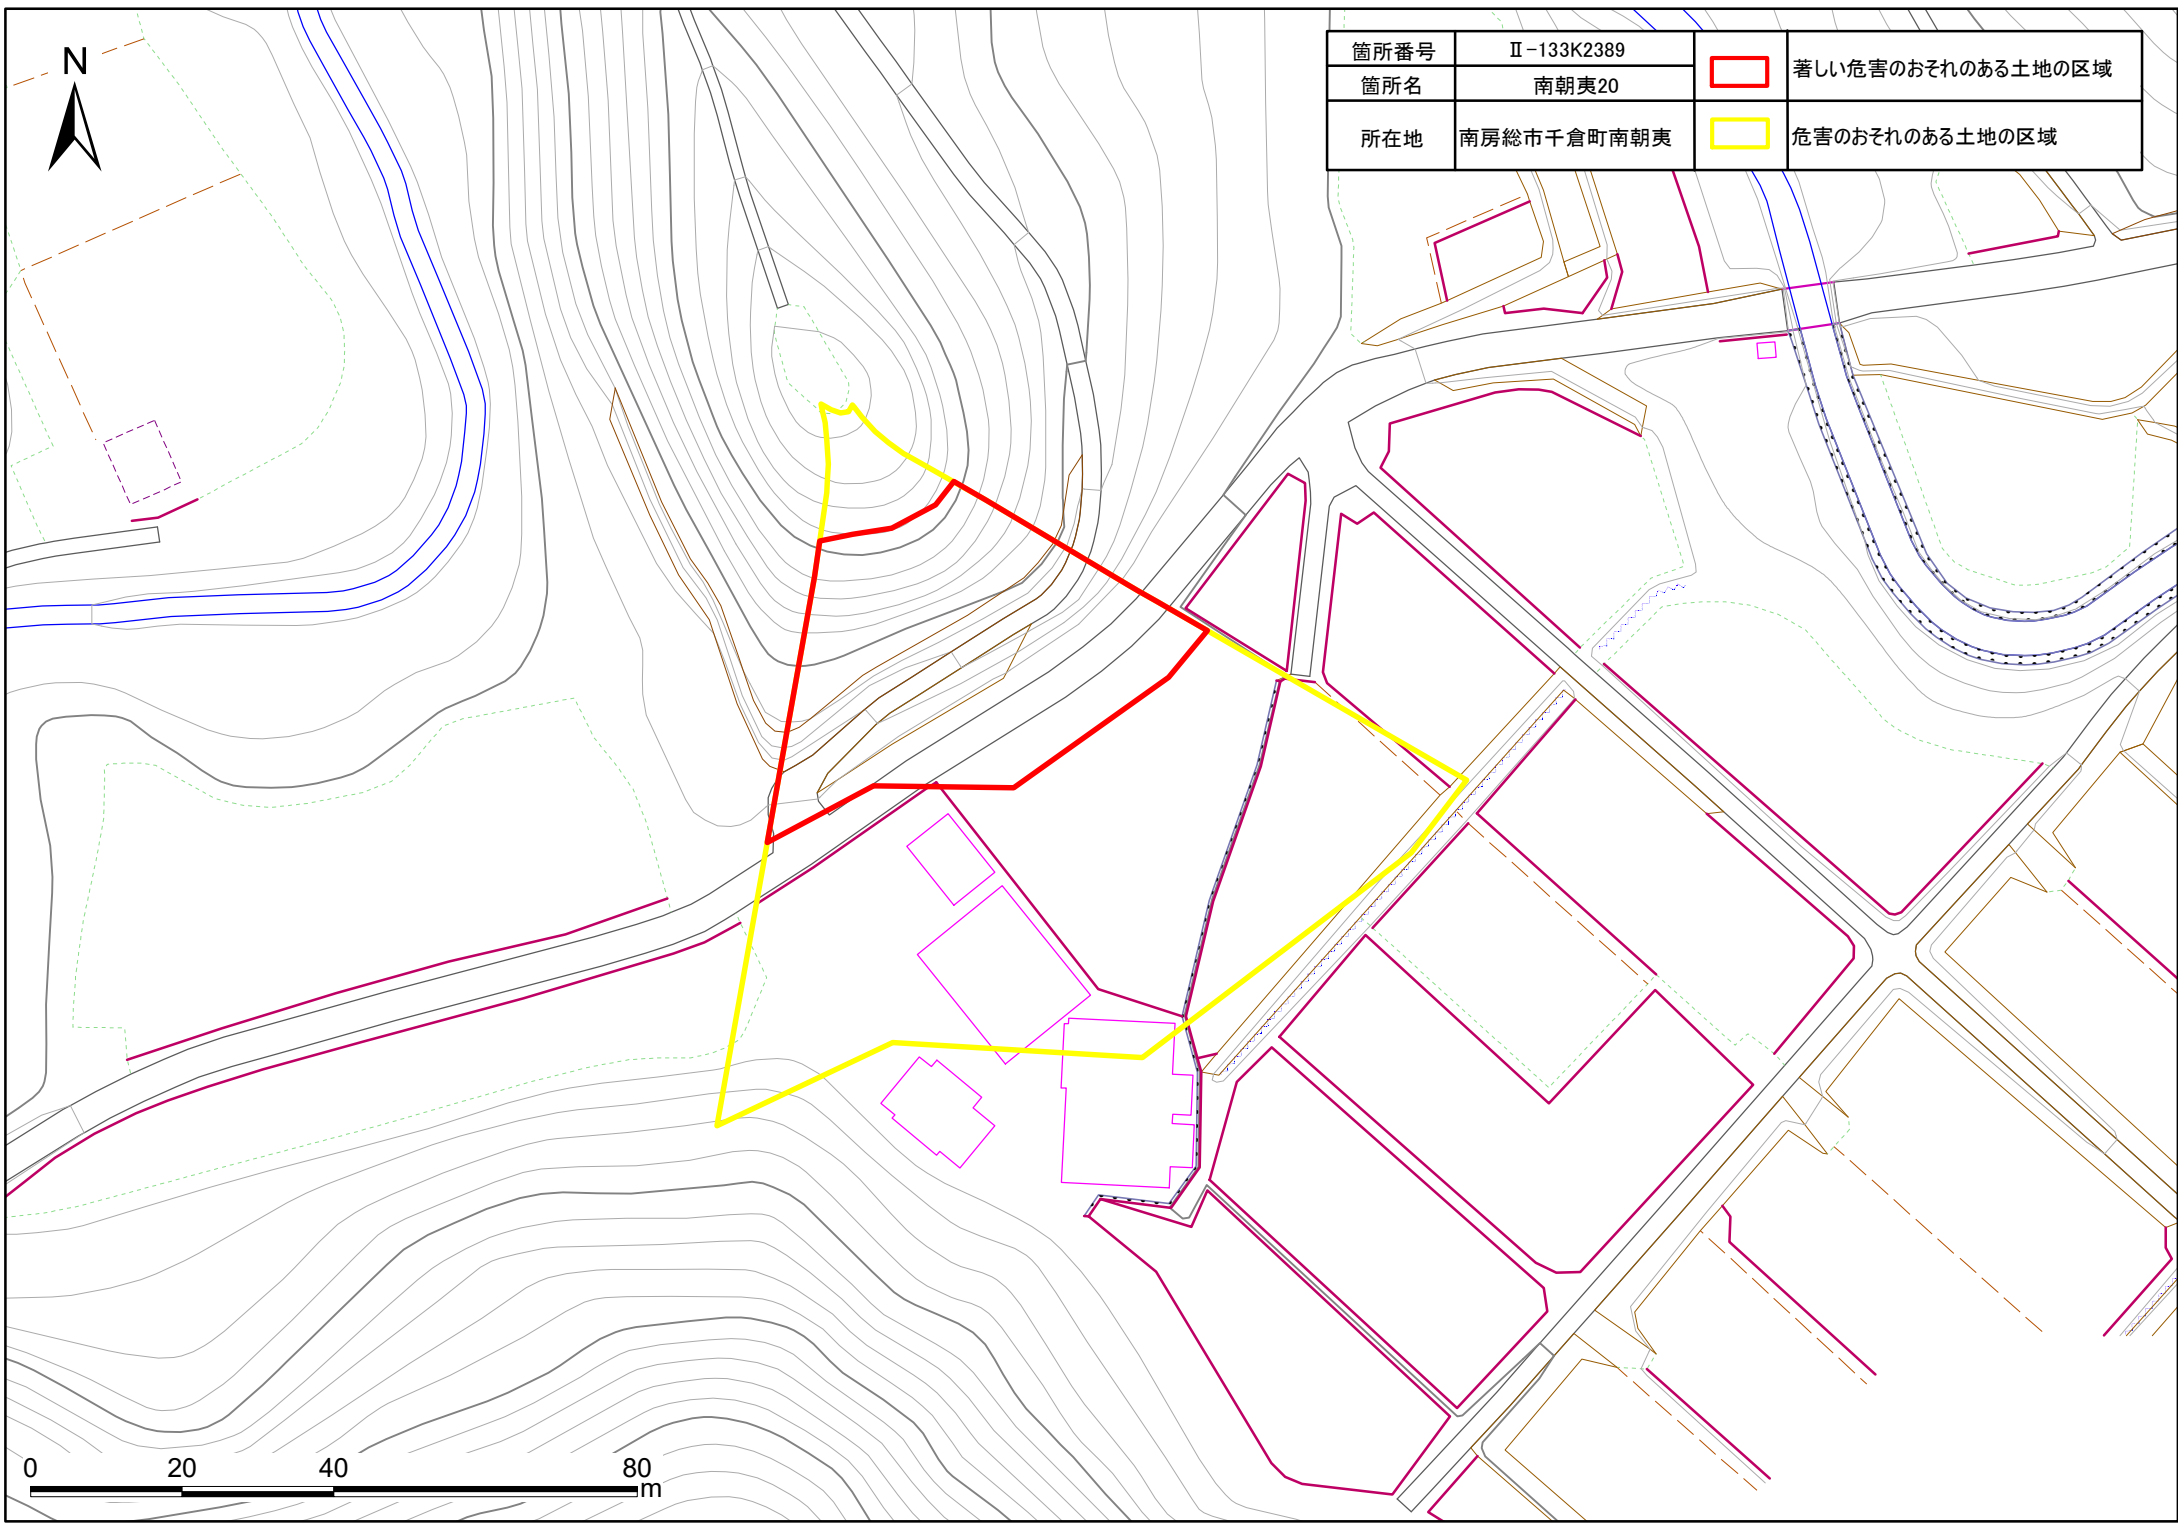 N
箇所番号 Ⅱ-133K2389
箇所名 南朝夷20
所在地 南房総市千倉町南朝夷
著しい危害のおそれのある土地の区域
危害のおそれのある土地の区域
0 20 40 80
m